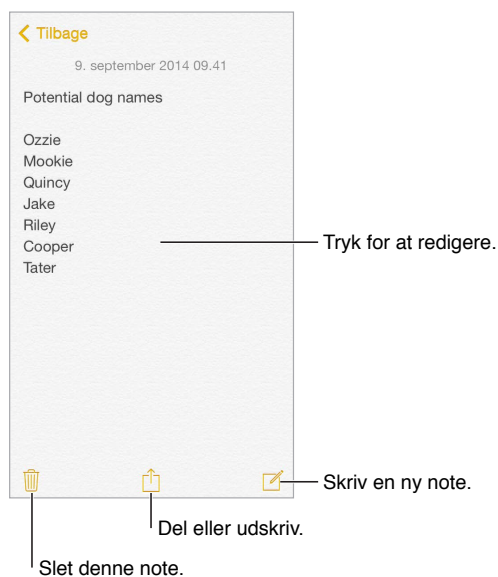 Tilbage
9. september 2014 09.41
Potential dog names
Ozzie
Mookie
Quincy
Jake
Riley
Cooper
Tater
Tryk for at redigere.
Skriv en ny note.
Del eller udskriv.
Slet denne note.